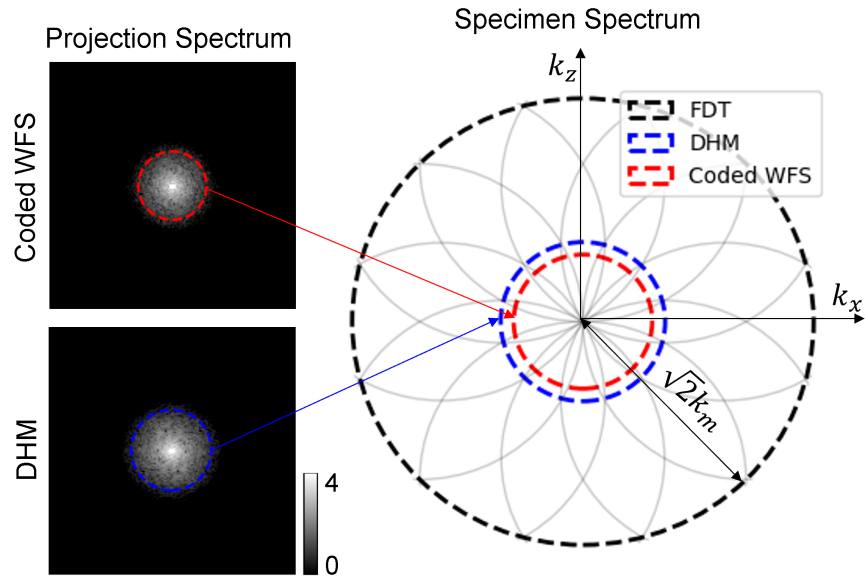 Projection Spectrum
Specimen Spectrum
Coded WFS
DHM
4
0
k_z
k_x
FDT
DHM
Coded WFS
√2k_m